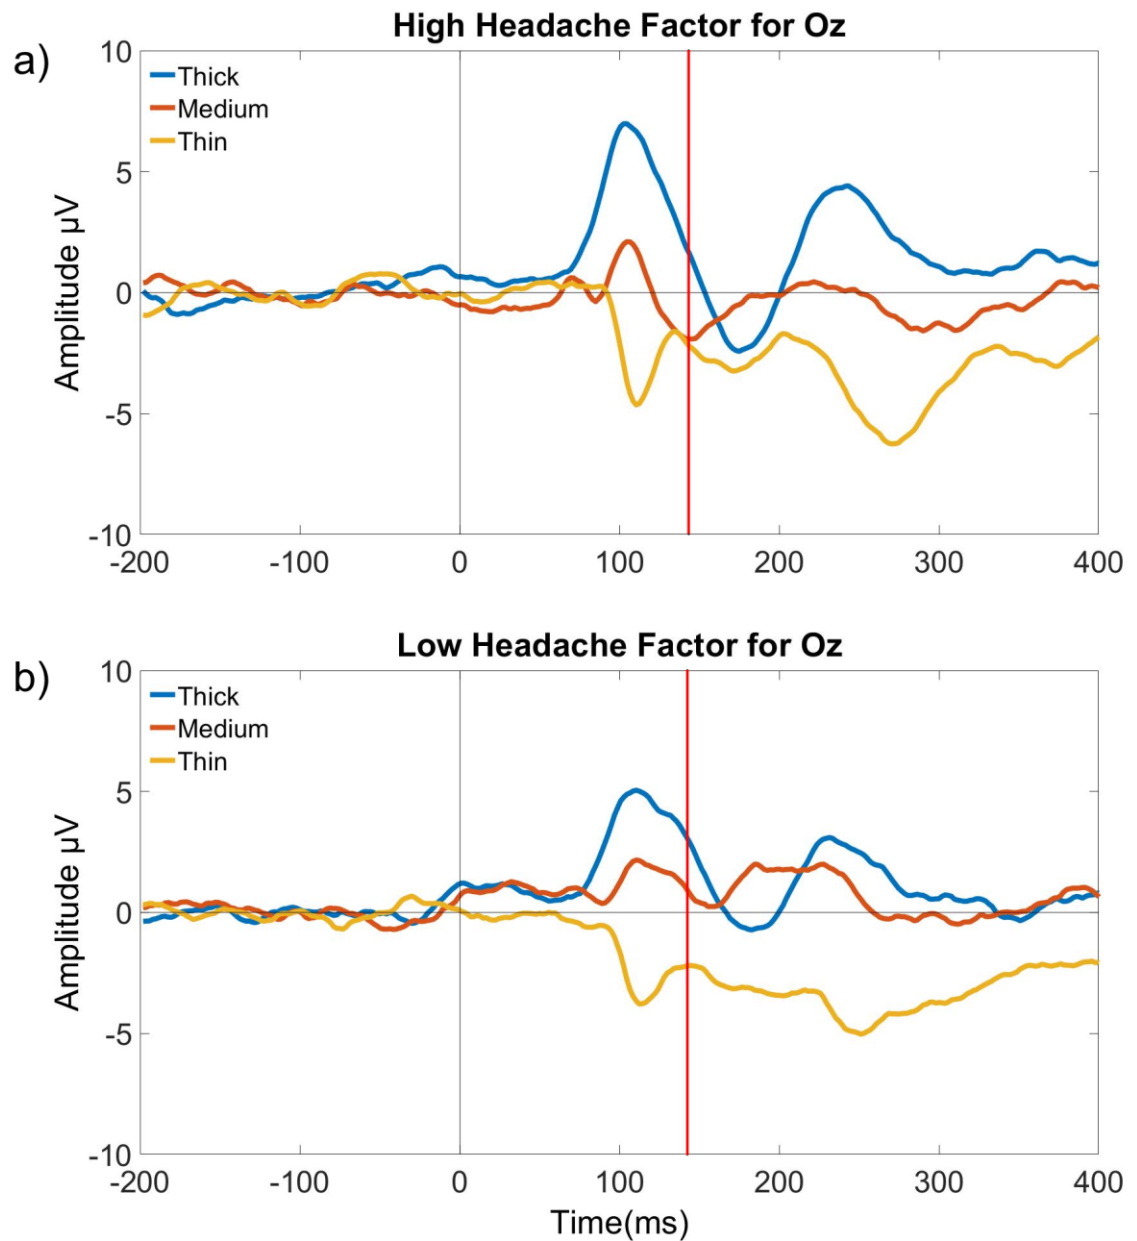 High Headache Factor for Oz
a)
10
Thick
Medium
Thin
5
0
-5
-10
Amplitude µV
-200 -100 0 100 200 300 400
Low Headache Factor for Oz
b)
10
Thick
Medium
Thin
5
0
-5
-10
Amplitude µV
-200 -100 0 100 200 300 400
Time(ms)